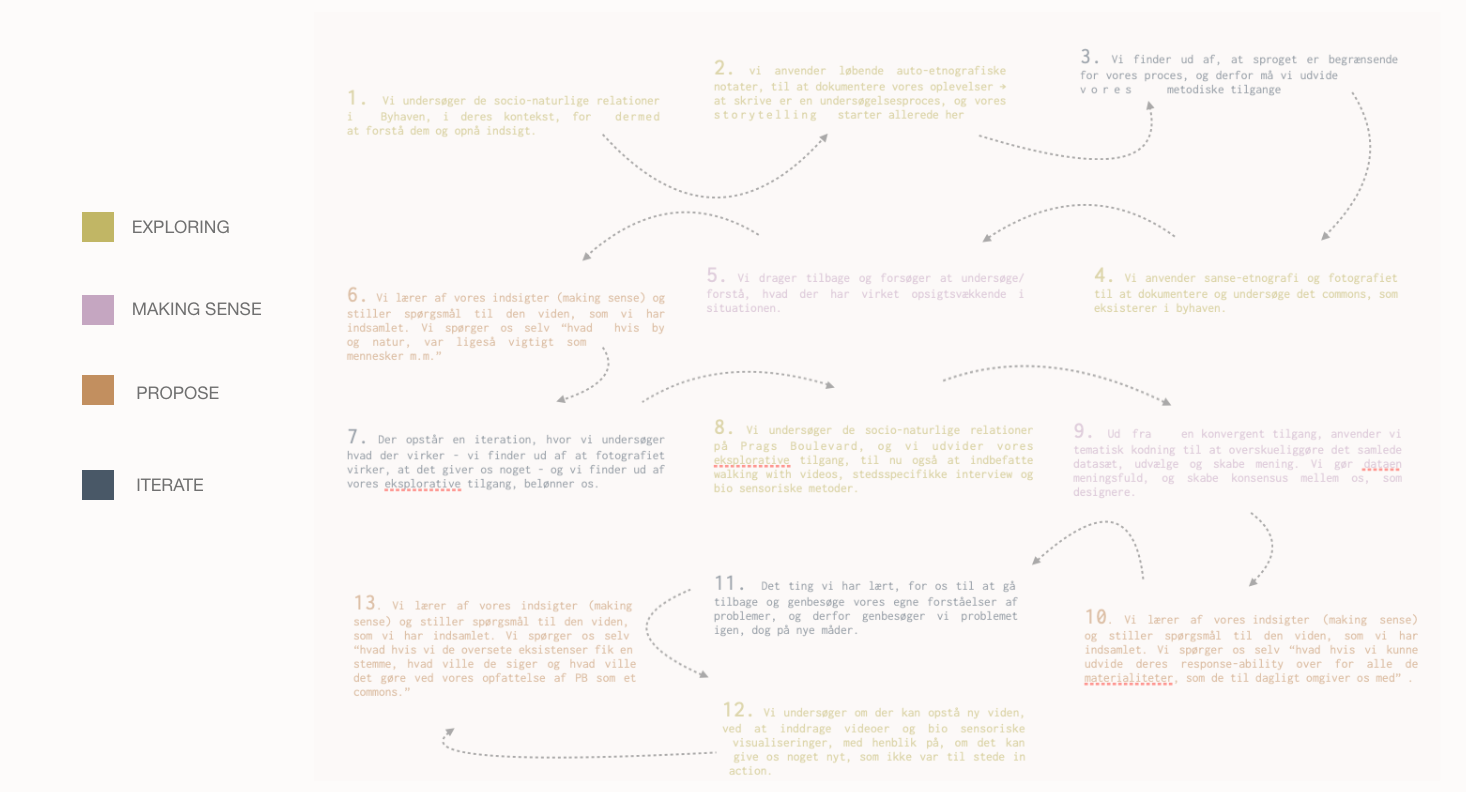 EXPLORING
MAKING SENSE
PROPOSE
ITERATE
1. Vi undersøger de socio-naturlige relationer
i Byhaven, i deres kontekst, for dermed
at forstå dem og opnå indsigt.
2. vi anvender løbende auto-etnografiske
notater, til at dokumentere vores oplevelser →
at skrive er en undersøgelsesproces, og vores
storytelling starter allerede her
3. Vi finder ud af, at sproget er begrænsende
for vores proces, og derfor må vi udvide
vores metodiske tilgange
4. Vi anvender sanse-etnografi og fotografiet
til at dokumentere og undersøge det commons, som
eksisterer i byhaven.
5. Vi drager tilbage og forsøger at undersøge/
forstå, hvad der har virket opsigtsvækkende i
situationen.
6. Vi lærer af vores indsigter (making sense) og
stiller spørgsmål til den viden, som vi har
indsamlet. Vi spørger os selv “hvad hvis by
og natur, var ligeså vigtigt som
mennesker m.m.”
7. Der opstår en iteration, hvor vi undersøger
hvad der virker - vi finder ud af at fotografiet
virker, at det giver os noget - og vi finder ud af
vores eksplorative tilgang, belønner os.
8. Vi undersøger de socio-naturlige relationer
på Prags Boulevard, og vi udvider vores
eksplorative tilgang, til nu også at indbefatte
walking with videos, stedsspecifikke interview og
bio sensoriske metoder.
9. Ud fra en konvergent tilgang, anvender vi
tematisk kodning til at overskueliggøre det samlede
datasæt, udvælge og skabe mening. Vi gør dataen
meningsfuld, og skabe konsensus mellem os, som
designere.
10. Vi lærer af vores indsigter (making sense)
og stiller spørgsmål til den viden, som vi har
indsamlet. Vi spørger os selv “hvad hvis vi kunne
udvide deres response-ability over for alle de
materialiteter, som de til dagligt omgiver os med” .
11. Det ting vi har lært, for os til at gå
tilbage og genbesøge vores egne forståelser af
problemer, og derfor genbesøger vi problemet
igen, dog på nye måder.
12. Vi undersøger om der kan opstå ny viden,
ved at inddrage videoer og bio sensoriske
visualiseringer, med henblik på, om det kan
give os noget nyt, som ikke var til stede in
action.
13. Vi lærer af vores indsigter (making
sense) og stiller spørgsmål til den viden,
som vi har indsamlet. Vi spørger os selv
“hvad hvis vi de oversete eksistenser fik en
stemme, hvad ville de siger og hvad ville
det gøre ved vores opfattelse af PB som et
commons.”